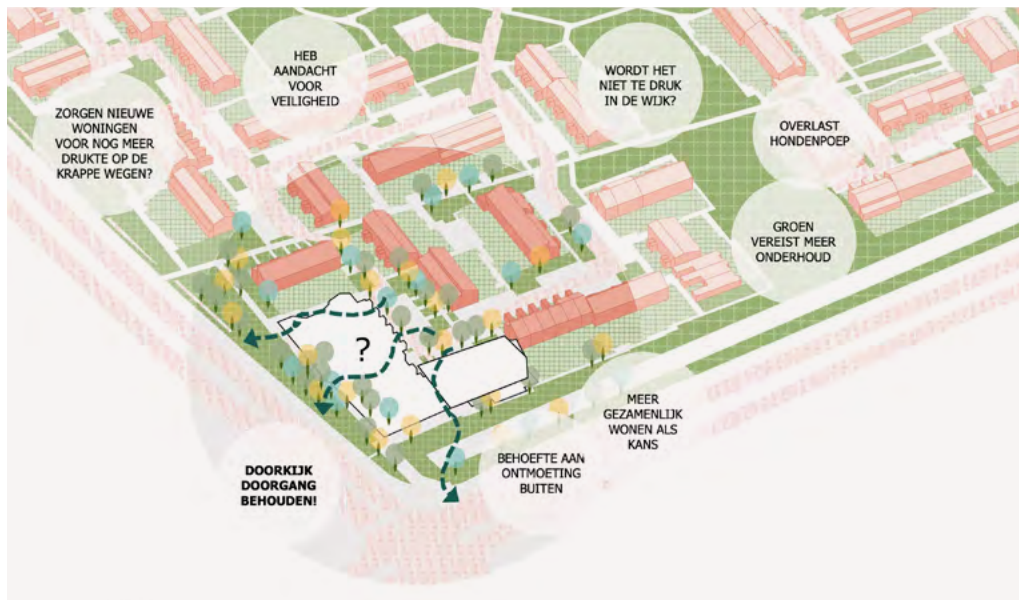 HEB
AANDACHT
VOOR
VEILIGHEID
WORDT HET
NIET TE DRUK
IN DE WIJK?
ZORGEN NIEUWE
WONINGEN
VOOR NOG MEER
DRUKTE OP DE
KRAPPE WEGEN?
OVERLAST
HONDENPOEP
GROEN
VEREIST MEER
ONDERHOUD
?
MEER
GEZAMENLIJK
WONEN ALS
KANS
BEHOEFTE AAN
ONTMOETING
BUITEN
DOORKIJK
DOORGANG
BEHOUDEN!